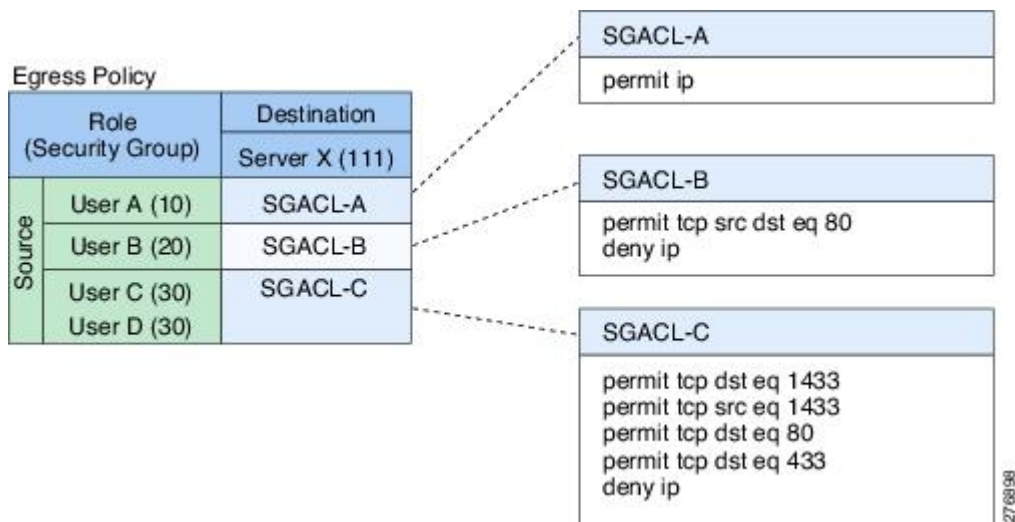 Egress Policy
Role
(Security Group)
Destination
Server X (111)
Source
User A (10)
SGACL-A
User B (20)
SGACL-B
User C (30)
User D (30)
SGACL-C
SGACL-A
permit ip
SGACL-B
permit tcp src dst eq 80
deny ip
SGACL-C
permit tcp dst eq 1433
permit tcp src eq 1433
permit tcp dst eq 80
permit tcp dst eq 433
deny ip
276898